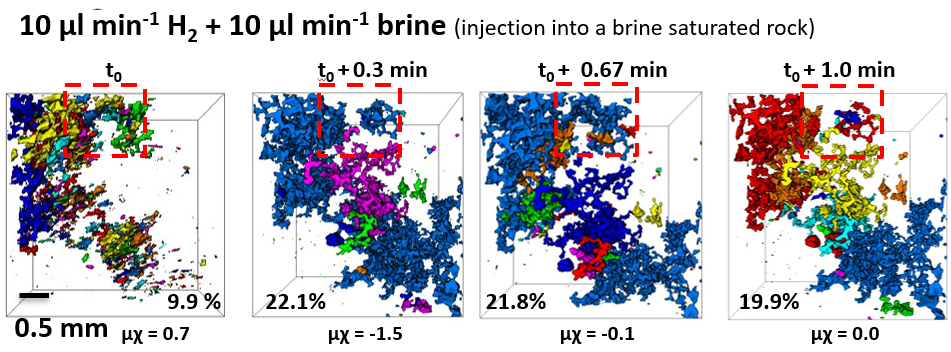 10 µl min⁻¹ H₂ + 10 µl min⁻¹ brine (injection into a brine saturated rock)
t₀
t₀ + 0.3 min
t₀ + 0.67 min
t₀ + 1.0 min
9.9 %
22.1%
21.8%
19.9%
0.5 mm
µχ = 0.7
µχ = -1.5
µχ = -0.1
µχ = 0.0